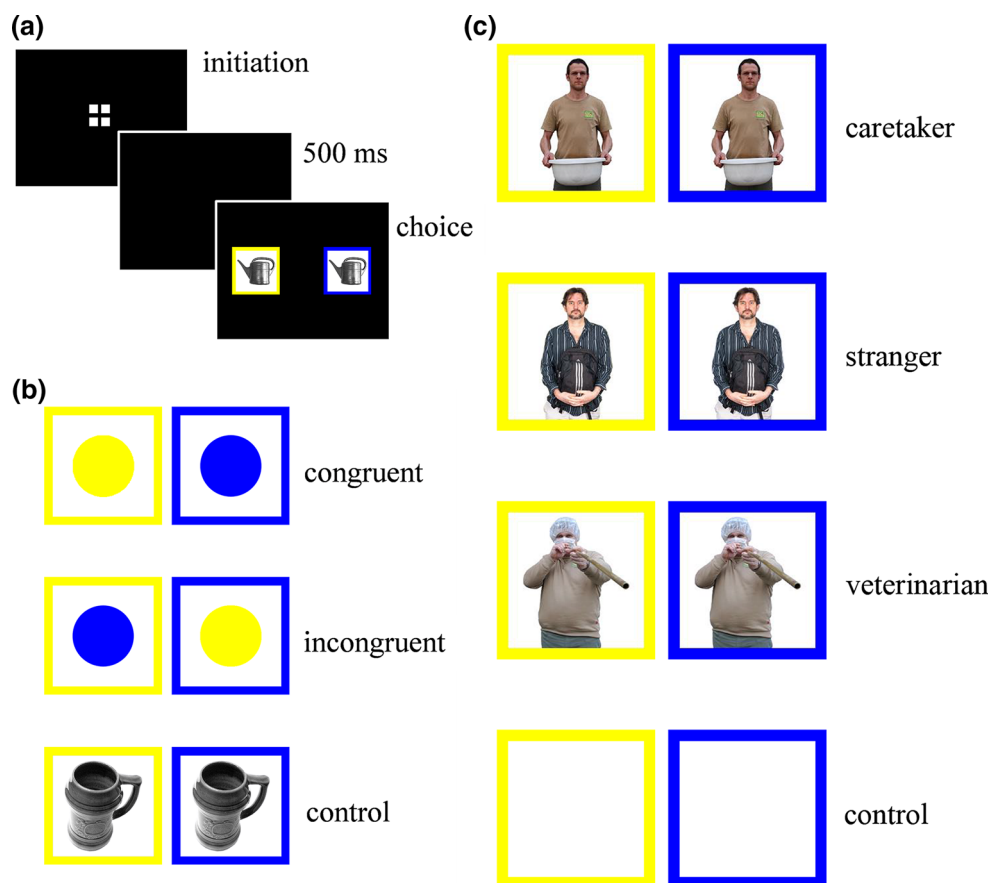 (a)
initiation
500 ms
choice
(b)
congruent
incongruent
control
(c)
caretaker
stranger
veterinarian
control